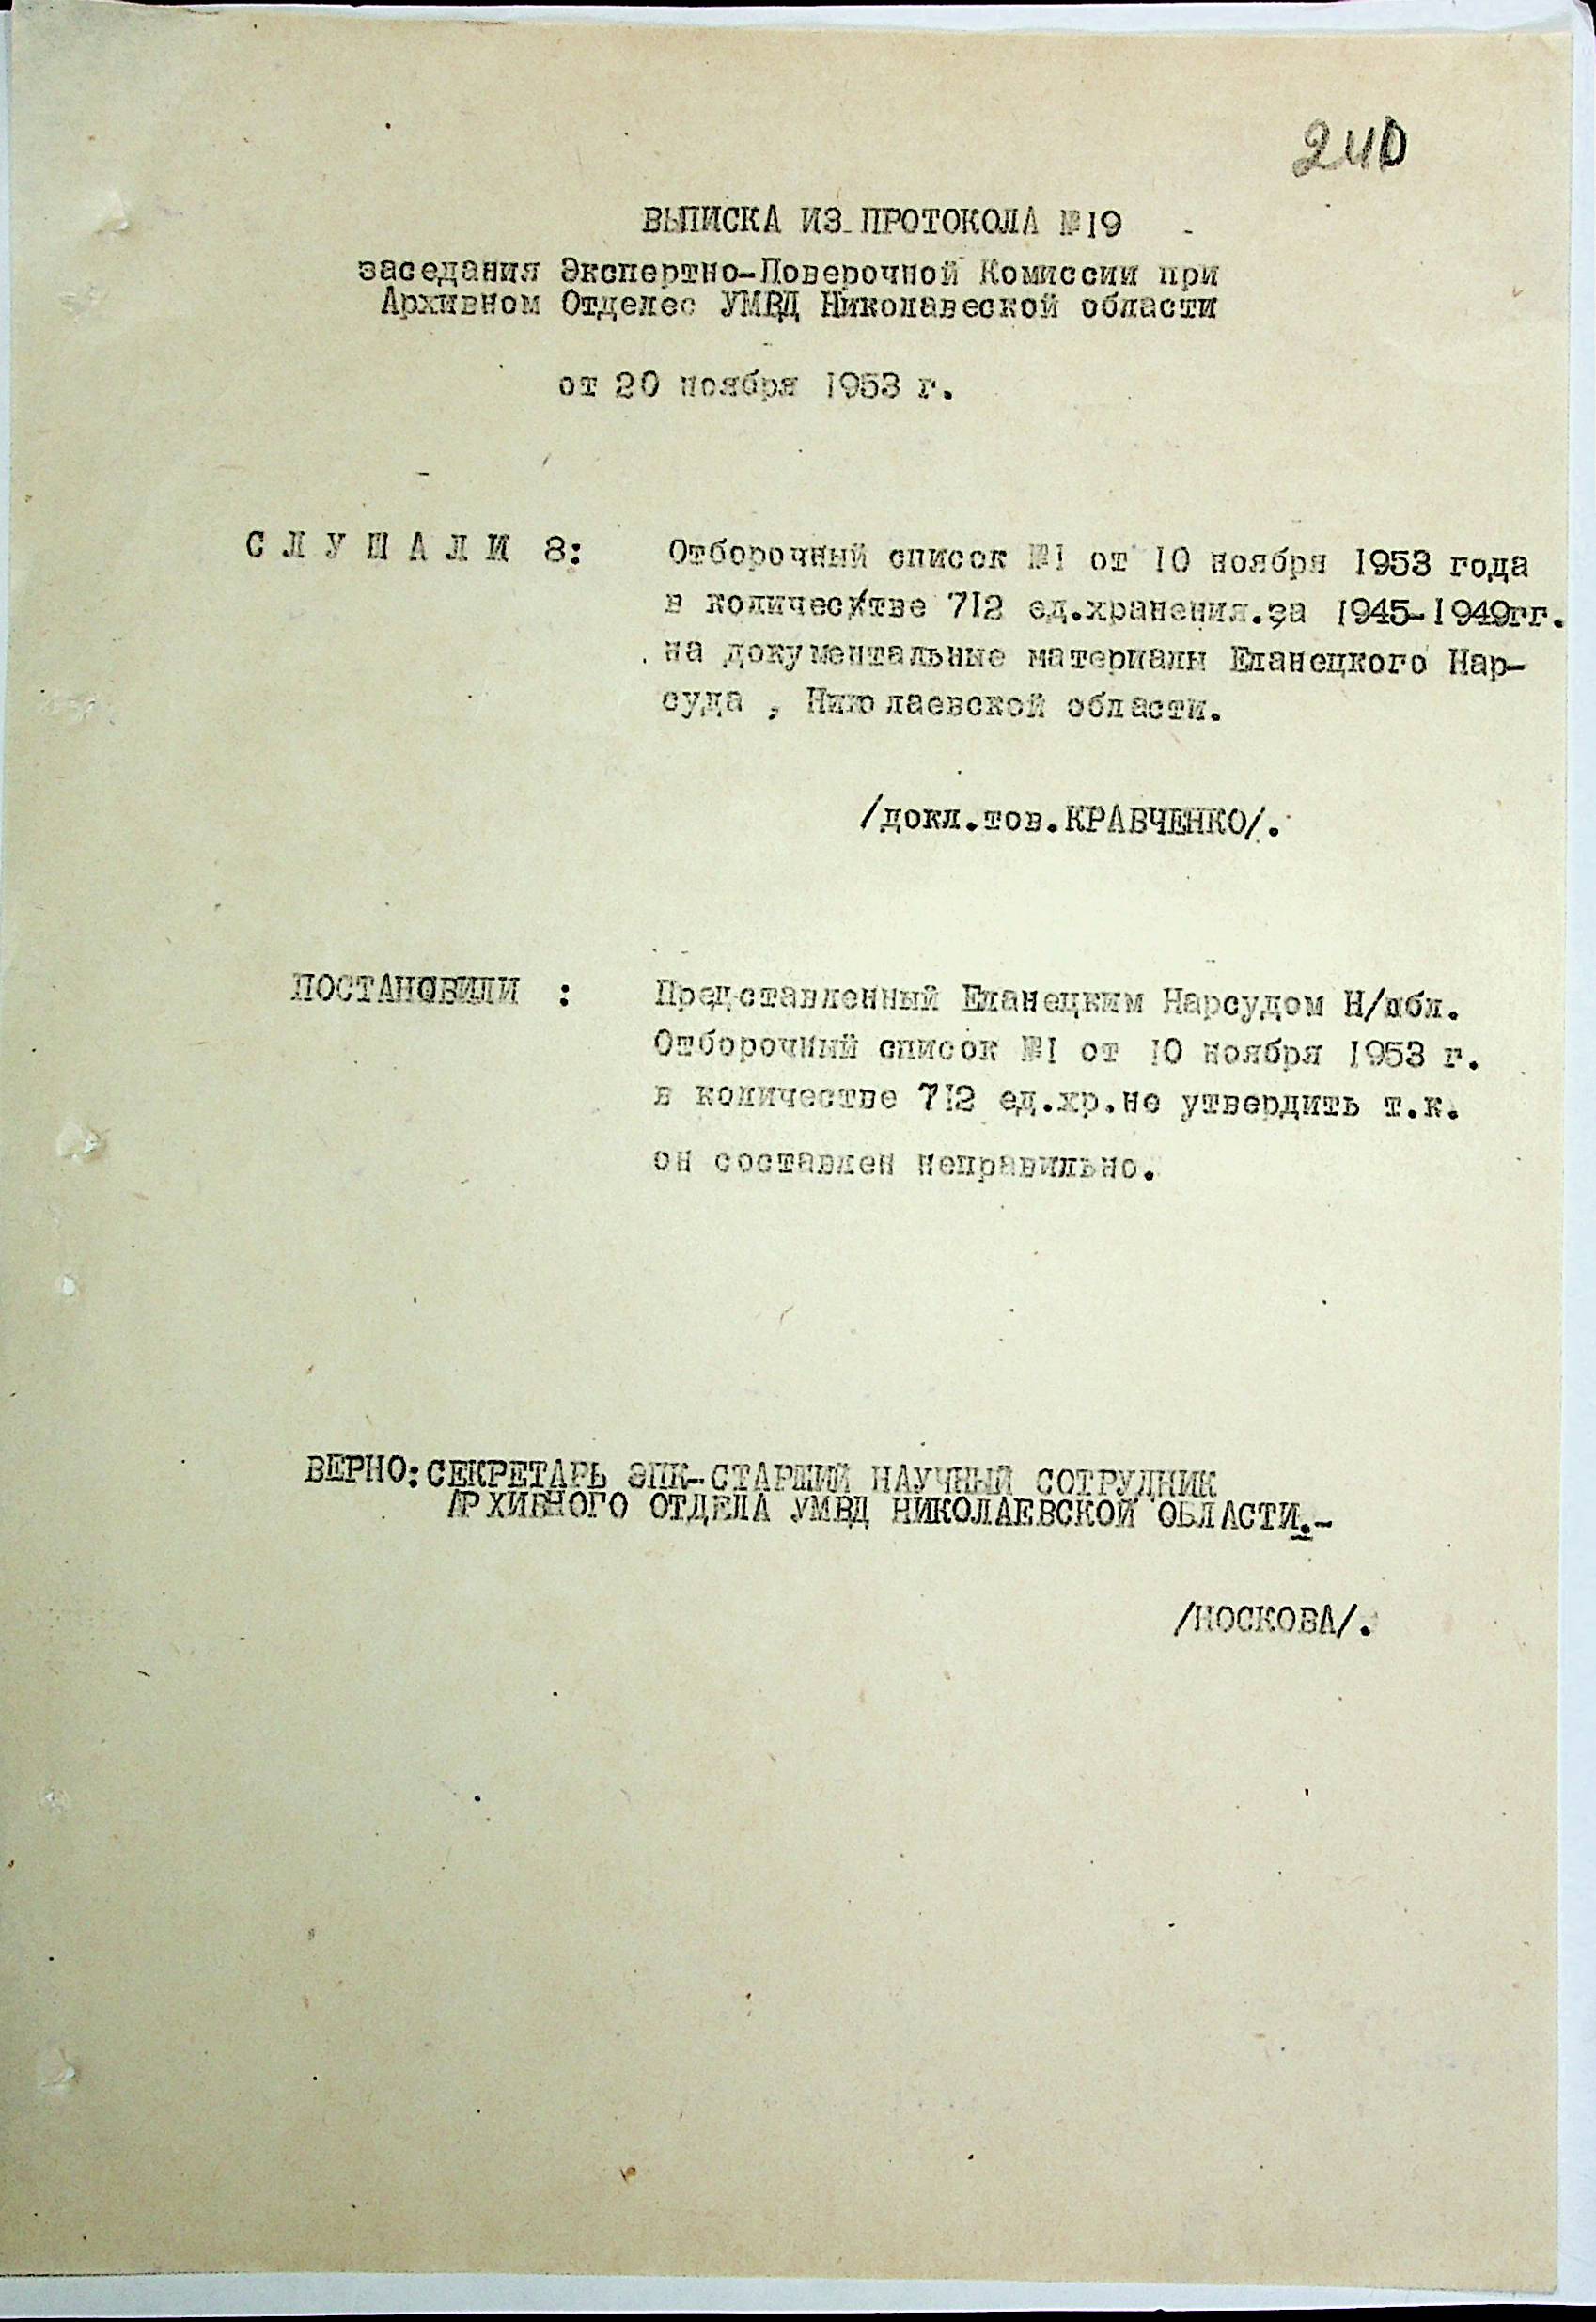 240
ВЫПИСКА ИЗ ПРОТОКОЛА №19
заседания Экспертно-Поверочной Комиссии при
Архивном Отделес УМВД Николавеской области
от 20 ноября 1953 г.
С Л У Ш А Л И 8:
Отборочный список №1 от 10 ноября 1953 года
в количестве 712 ед.хранения.за 1945-1949гг.
на документальные материалы Еланецкого Нар-
суда , Николаевской области.
/докл.тов.КРАВЧЕНКО/.
ПОСТАНОВИЛИ :
Представленный Еланецким Нарсудом Н/обл.
Отборочный список №1 от 10 ноября 1953 г.
в количестве 712 ед.хр.не утвердить т.к.
он составлен неправильно.
ВЕРНО: СЕКРЕТАРЬ ЭПК-СТАРШИЙ НАУЧНЫЙ СОТРУДНИК
АРХИВНОГО ОТДЕЛА УМВД НИКОЛАЕВСКОЙ ОБЛАСТИ.-
/НОСКОВА/.